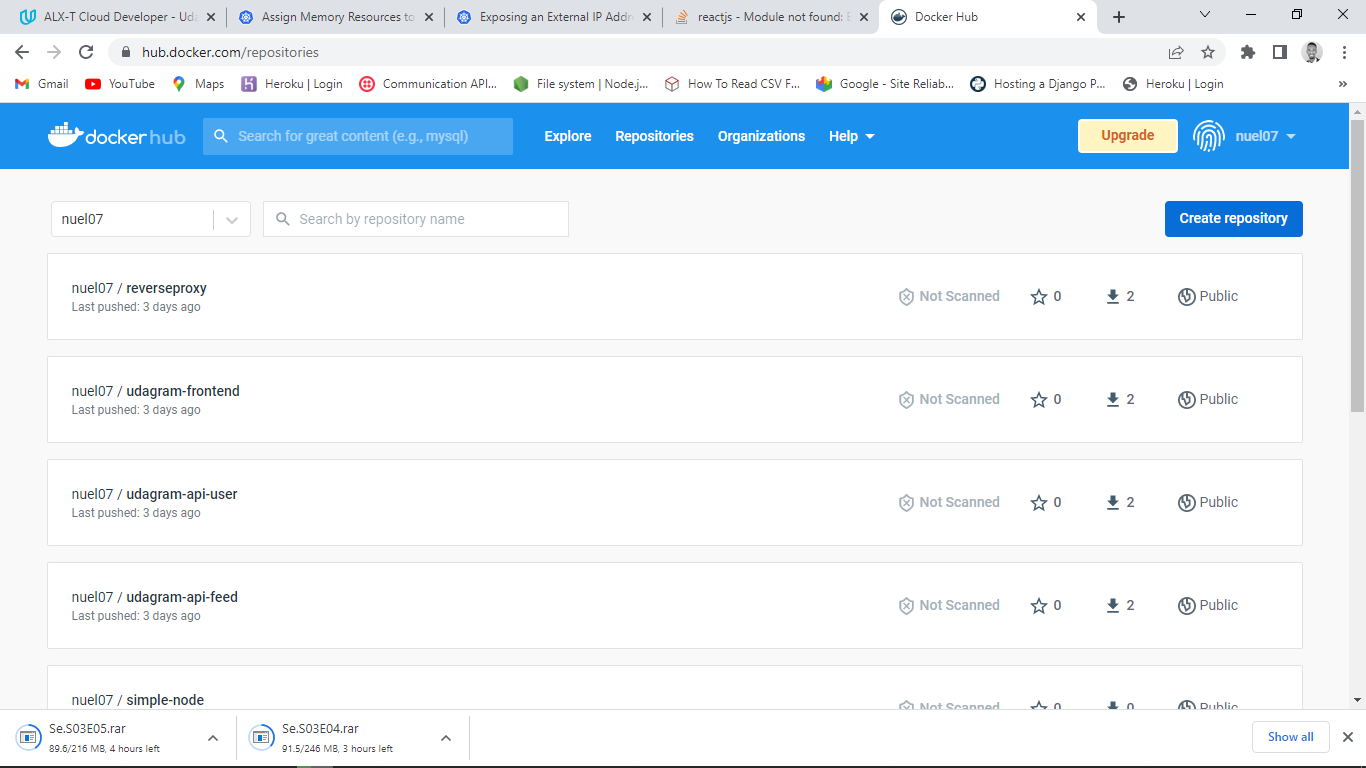 ALX-T Cloud Developer - Uda
Assign Memory Resources to
Exposing an External IP Addr
reactjs - Module not found: E
Docker Hub
hub.docker.com/repositories
Gmail
YouTube
Maps
Heroku | Login
Communication API...
File system | Node.j...
How To Read CSV F...
Google - Site Reliab...
Hosting a Django P...
Heroku | Login
docker hub
Search for great content (e.g., mysql)
Explore
Repositories
Organizations
Help
Upgrade
nuel07
nuel07
Search by repository name
Create repository
nuel07 / reverseproxy
Last pushed: 3 days ago
Not Scanned
0
2
Public
nuel07 / udagram-frontend
Last pushed: 3 days ago
Not Scanned
0
2
Public
nuel07 / udagram-api-user
Last pushed: 3 days ago
Not Scanned
0
2
Public
nuel07 / udagram-api-feed
Last pushed: 3 days ago
Not Scanned
0
2
Public
nuel07 / simple-node
Not Scanned
0
0
Public
Se.S03E05.rar
89.6/216 MB, 4 hours left
Se.S03E04.rar
91.5/246 MB, 3 hours left
Show all